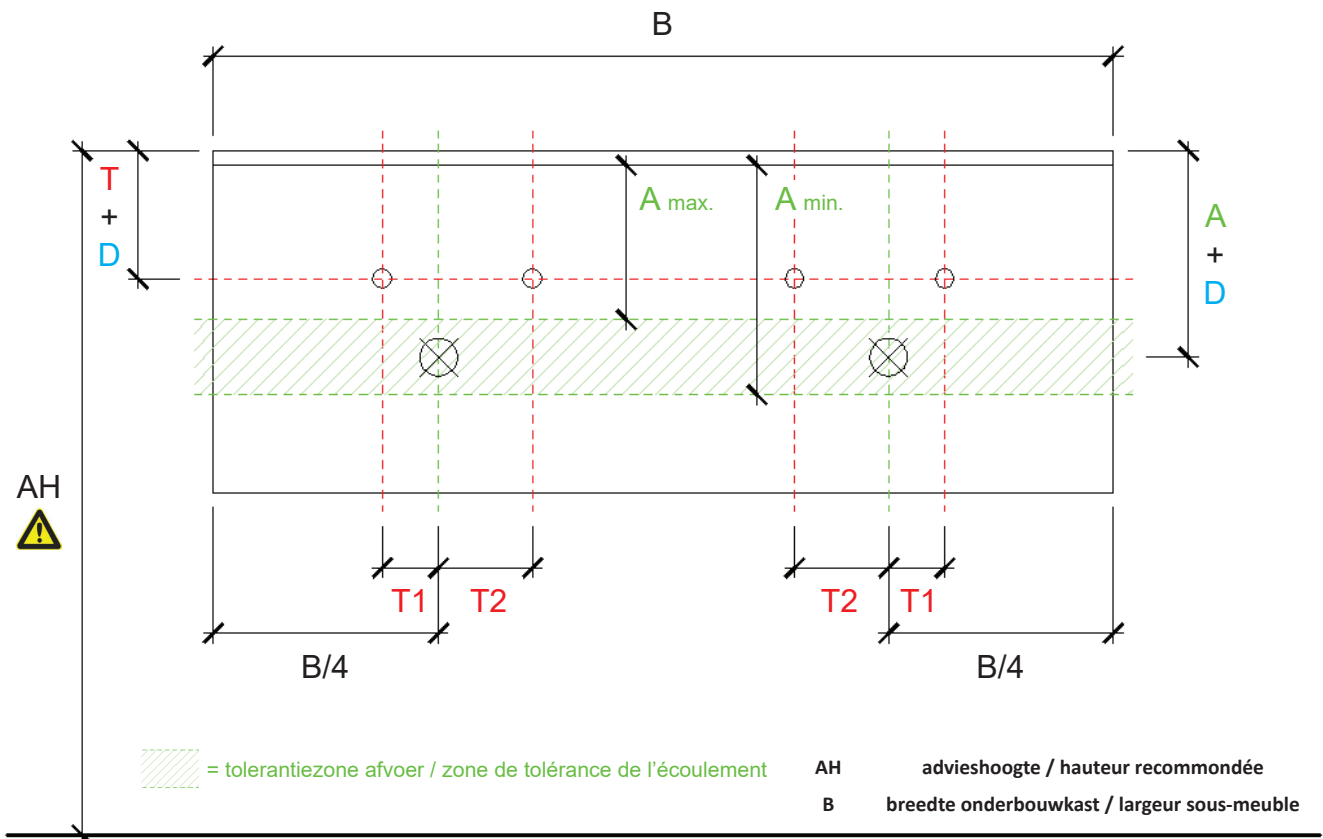 B
T
+
D
A max.
A min.
A
+
D
AH
T1
T2
T2
T1
B/4
B/4
= tolerantiezone afvoer / zone de tolérance de l'écoulement
AH advieshoogte / hauteur recommondée
B breedte onderbouwkast / largeur sous-meuble